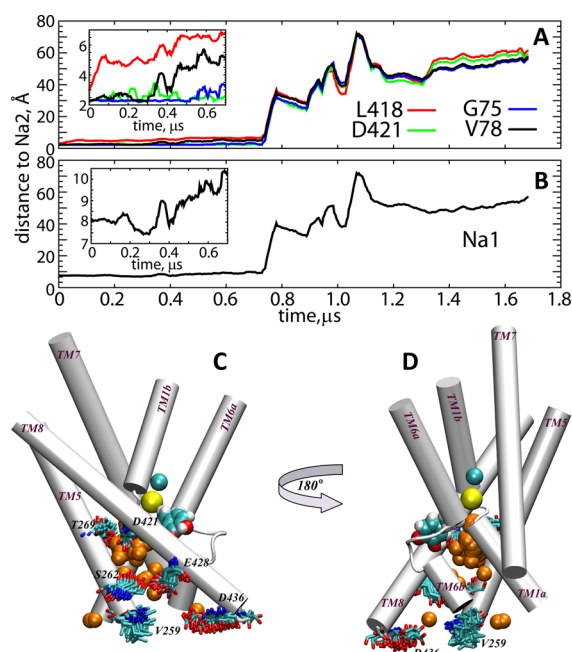 A
80
60
40
20
0
6
4
2
0 0.2 0.4 0.6
time, μs
L418 G75
D421 V78
distance to Na2, Å
B
80
60
40
20
0
10
9
8
7
0 0.2 0.4 0.6
time, μs
Na1
0 0.2 0.4 0.6 0.8 1.0 1.2 1.4 1.6 1.8
time,μs
C
TM7
TM1b
TM6a
TM8
TM5
T269
D421
S262
E428
D436
V259
180°
D
TM7
TM1b
TM6a
TM5
TM8
TM6b
TM1a
V259
D436